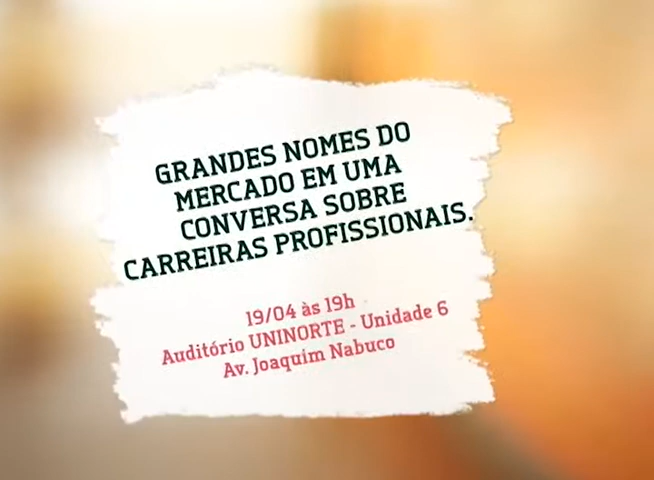 GRANDES NOMES DO
MERCADO EM UMA
CONVERSA SOBRE
CARREIRAS PROFISSIONAIS.
19/04 às 19h
Auditório UNINORTE - Unidade 6
Av. Joaquim Nabuco